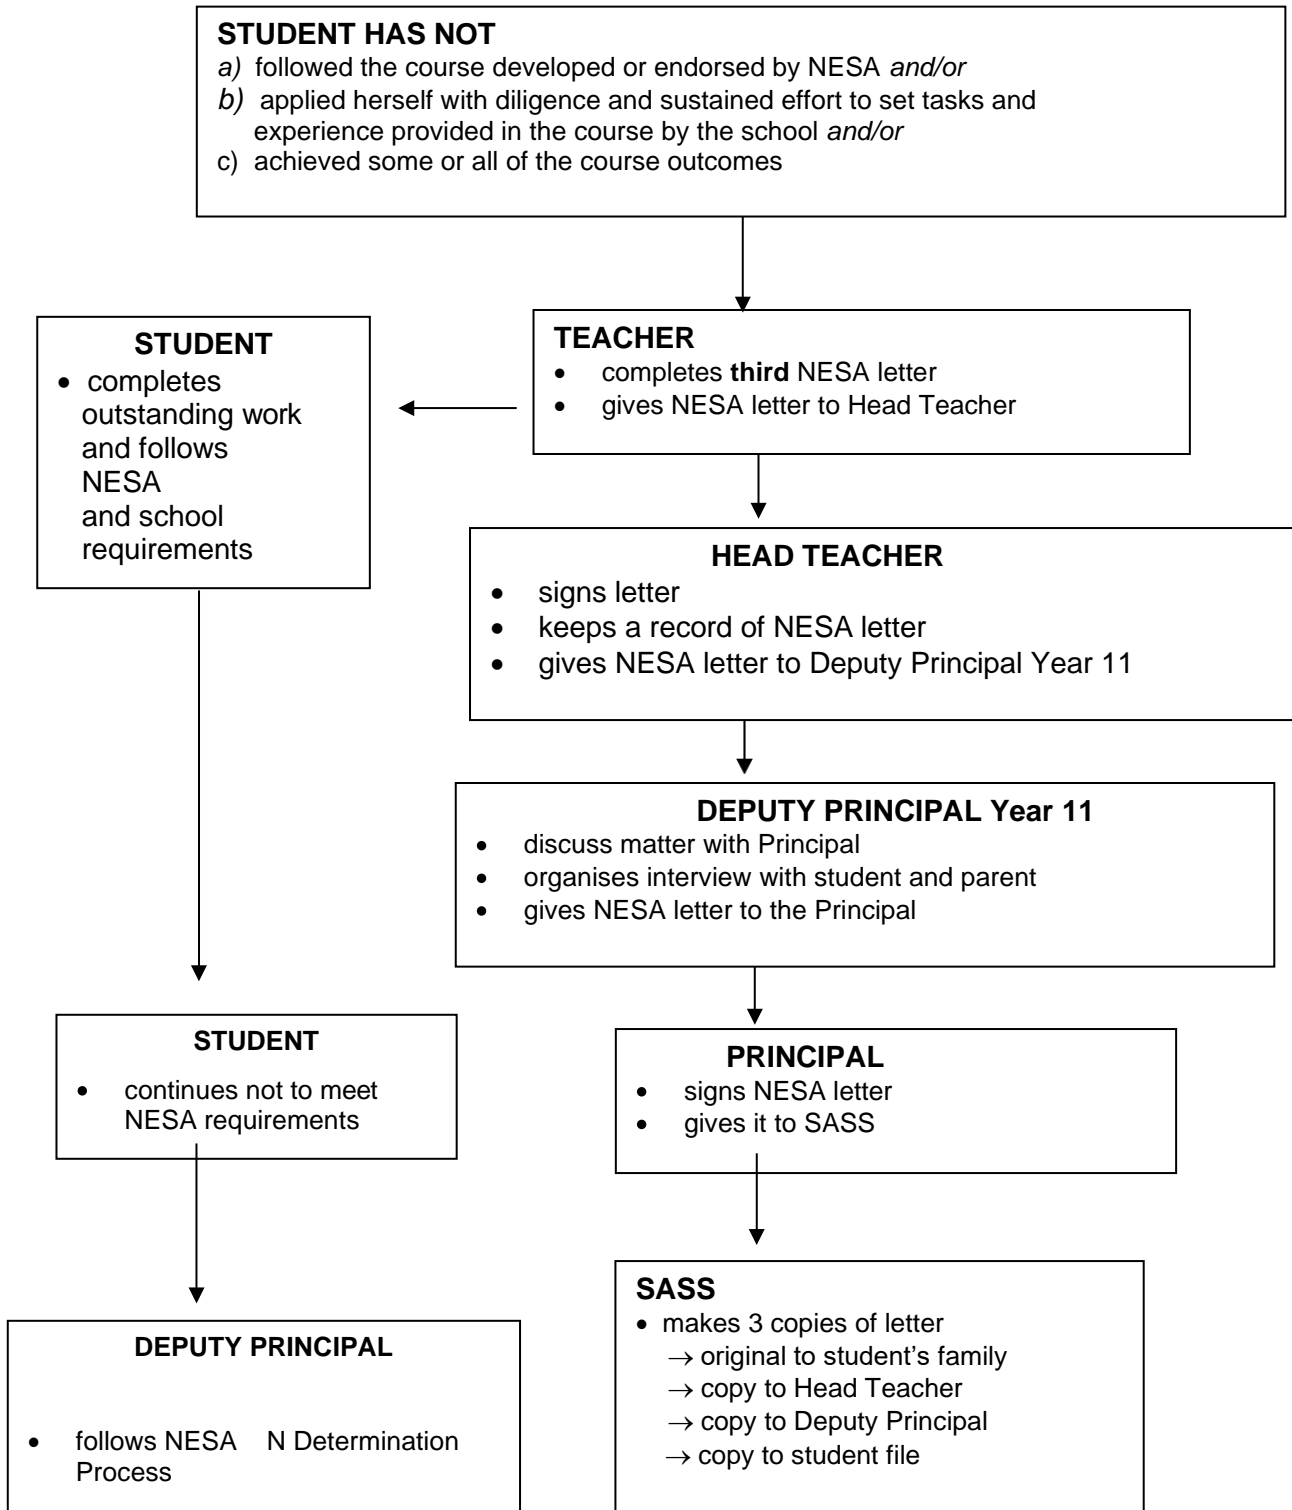 STUDENT HAS NOT
a) followed the course developed or endorsed by NESA and/or
b) applied herself with diligence and sustained effort to set tasks and
experience provided in the course by the school and/or
c) achieved some or all of the course outcomes
TEACHER
• completes third NESA letter
• gives NESA letter to Head Teacher
STUDENT
• completes
outstanding work
and follows
NESA
and school
requirements
HEAD TEACHER
• signs letter
• keeps a record of NESA letter
• gives NESA letter to Deputy Principal Year 11
DEPUTY PRINCIPAL Year 11
• discuss matter with Principal
• organises interview with student and parent
• gives NESA letter to the Principal
STUDENT
• continues not to meet
NESA requirements
PRINCIPAL
• signs NESA letter
• gives it to SASS
DEPUTY PRINCIPAL
• follows NESA N Determination
Process
SASS
• makes 3 copies of letter
→ original to student’s family
→ copy to Head Teacher
→ copy to Deputy Principal
→ copy to student file